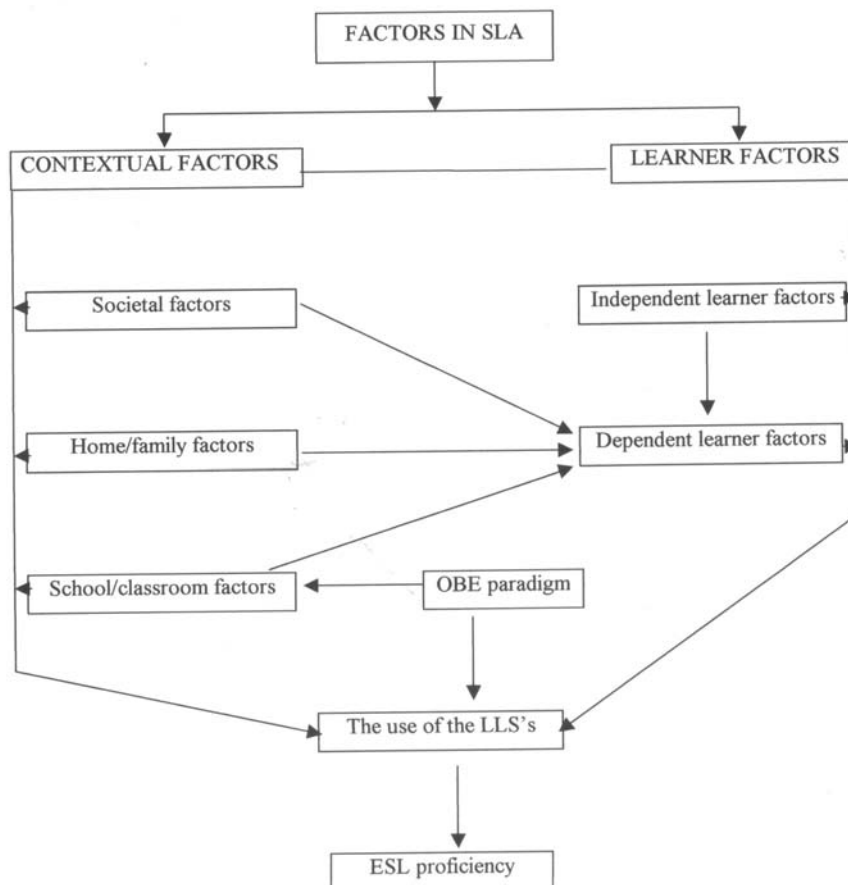 FACTORS IN SLA
CONTEXTUAL FACTORS
LEARNER FACTORS
Societal factors
Independent learner factors
Home/family factors
Dependent learner factors
School/classroom factors
OBE paradigm
The use of the LLS's
ESL proficiency